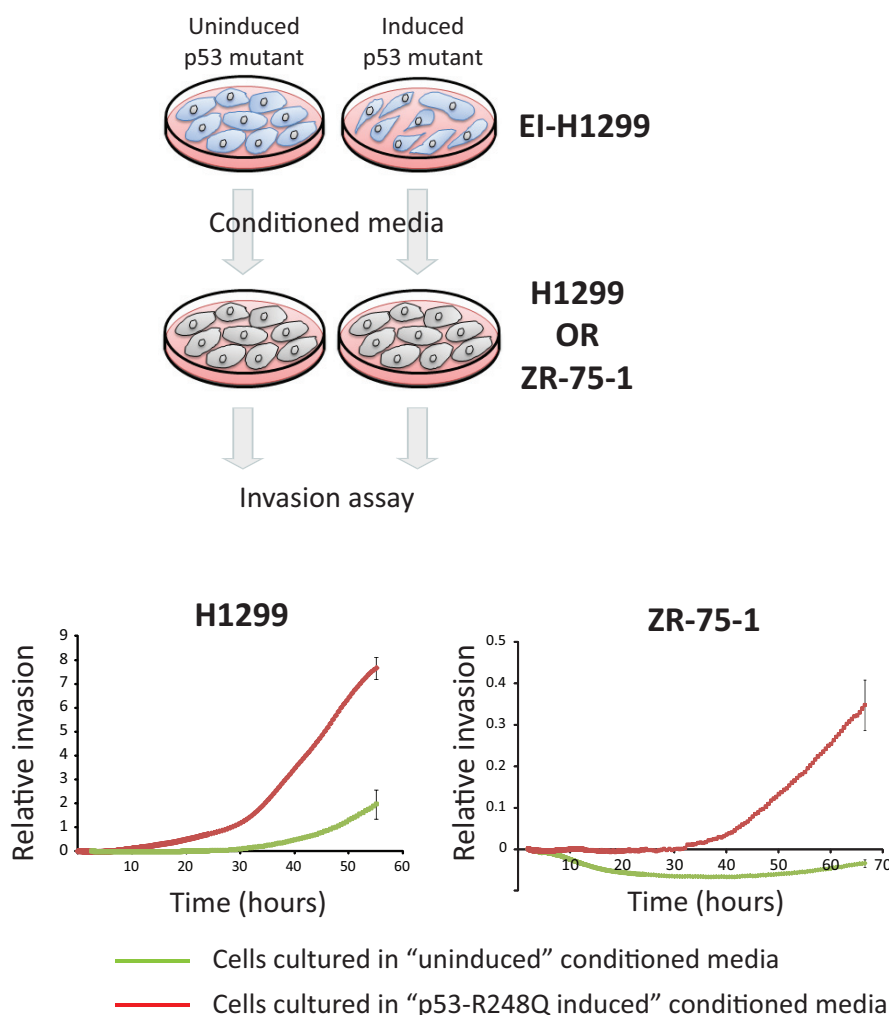 Uninduced
p53 mutant
Induced
p53 mutant
EI-H1299
Conditioned media
H1299
OR
ZR-75-1
Invasion assay
H1299
Relative invasion
9
8
7
6
5
4
3
2
1
0
0
10
20
30
40
50
60
Time (hours)
ZR-75-1
Relative invasion
0.5
0.4
0.3
0.2
0.1
0
10
20
30
40
50
60
70
Time (hours)
Cells cultured in “uninduced” conditioned media
Cells cultured in “p53-R248Q induced” conditioned media